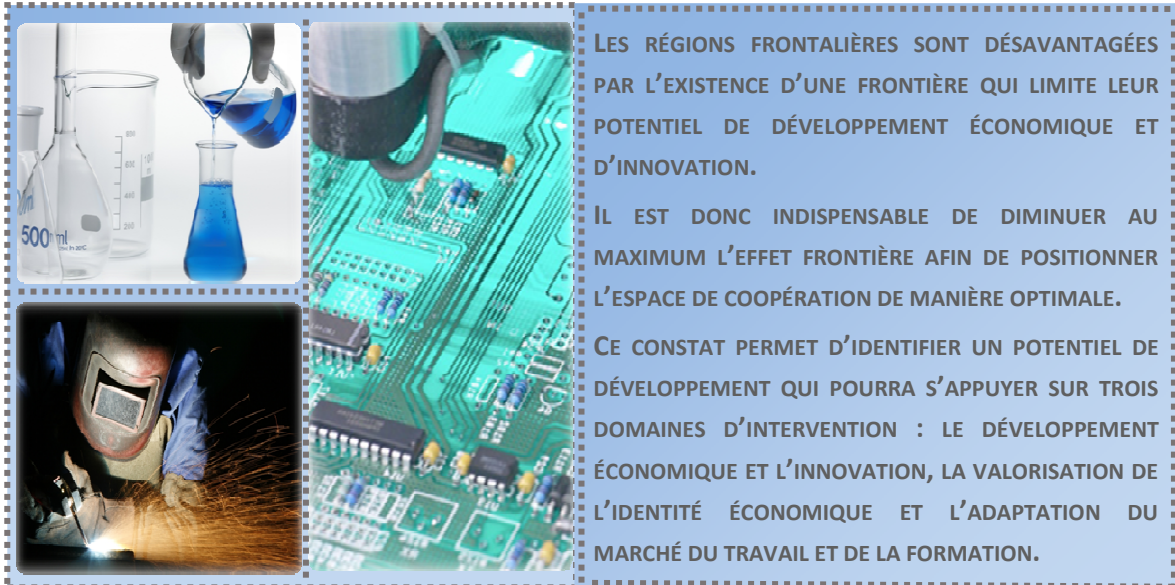 500 ml
LES RÉGIONS FRONTALIÈRES SONT DÉSAVANTAGÉES
PAR L'EXISTENCE D'UNE FRONTIÈRE QUI LIMITE LEUR
POTENTIEL DE DÉVELOPPEMENT ÉCONOMIQUE ET
D'INNOVATION.
IL EST DONC INDISPENSABLE DE DIMINUER AU
MAXIMUM L'EFFET FRONTIÈRE AFIN DE POSITIONNER
L'ESPACE DE COOPÉRATION DE MANIÈRE OPTIMALE.
CE CONSTAT PERMET D'IDENTIFIER UN POTENTIEL DE
DÉVELOPPEMENT QUI POURRA S'APPUYER SUR TROIS
DOMAINES D'INTERVENTION : LE DÉVELOPPEMENT
ÉCONOMIQUE ET L'INNOVATION, LA VALORISATION DE
L'IDENTITÉ ÉCONOMIQUE ET L'ADAPTATION DU
MARCHÉ DU TRAVAIL ET DE LA FORMATION.